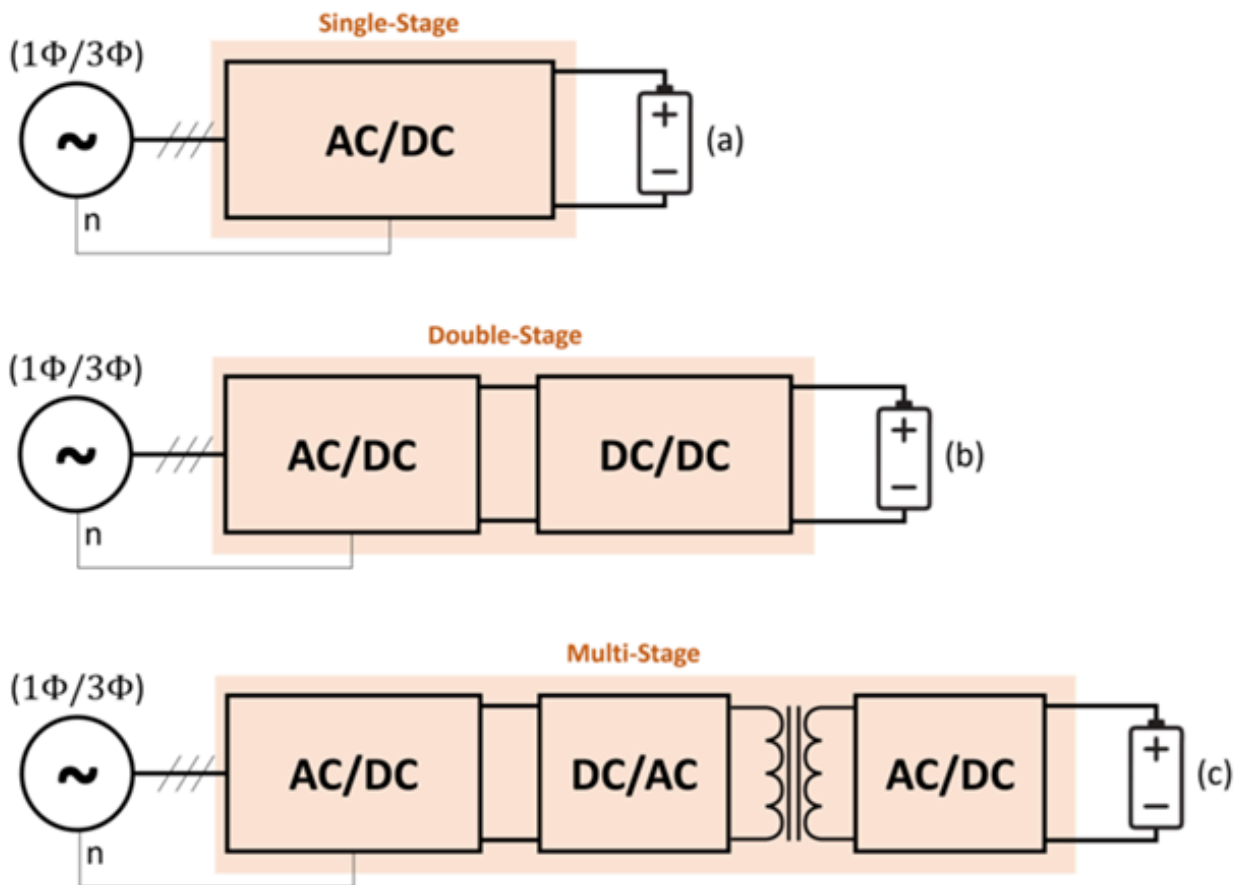 Single-Stage
(1Φ/3Φ)
~
AC/DC
+
−
(a)
n
Double-Stage
(1Φ/3Φ)
~
AC/DC
DC/DC
+
−
(b)
n
Multi-Stage
(1Φ/3Φ)
~
AC/DC
DC/AC
AC/DC
+
−
(c)
n